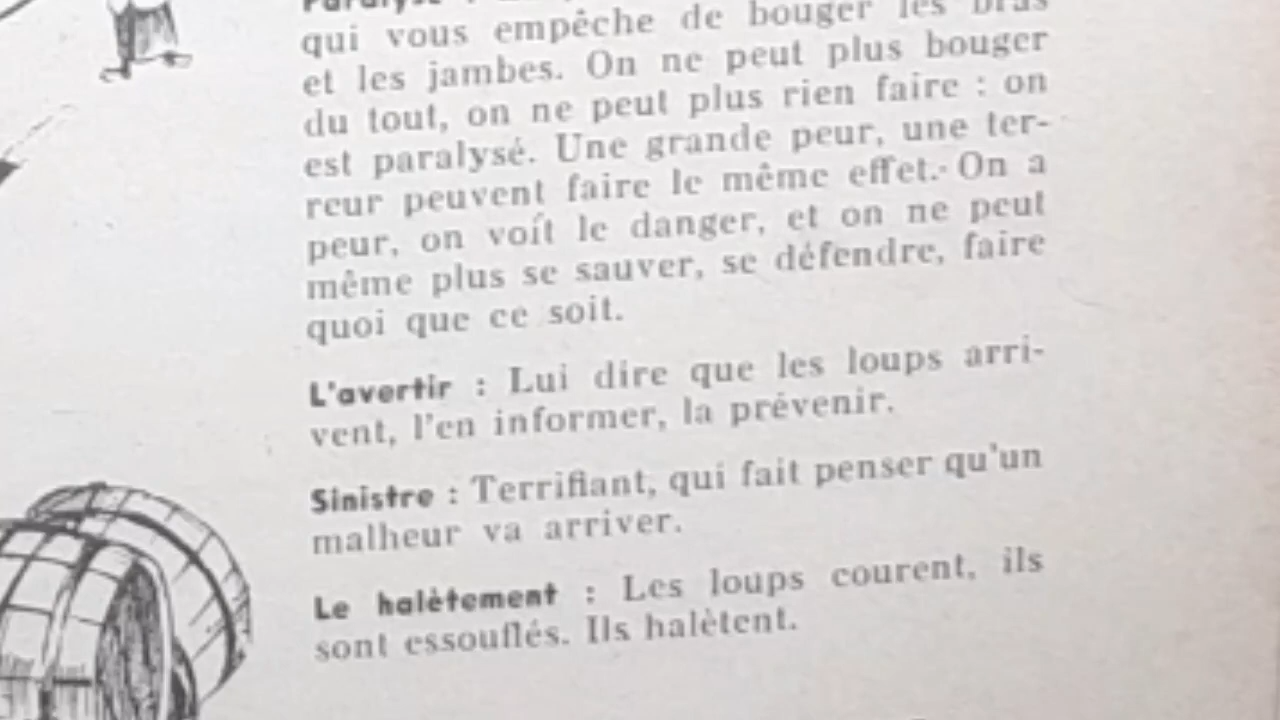 Paralysé :
qui vous empêche de bouger les bras
et les jambes. On ne peut plus bouger
du tout, on ne peut plus rien faire : on
est paralysé. Une grande peur, une ter-
reur peuvent faire le même effet. On a
peur, on voit le danger, et on ne peut
même plus se sauver, se défendre, faire
quoi que ce soit.
L'avertir : Lui dire que les loups arri-
vent, l'en informer, la prévenir.
Sinistre : Terrifiant, qui fait penser qu'un
malheur va arriver.
Le halètement : Les loups courent, ils
sont essouflés. Ils halètent.